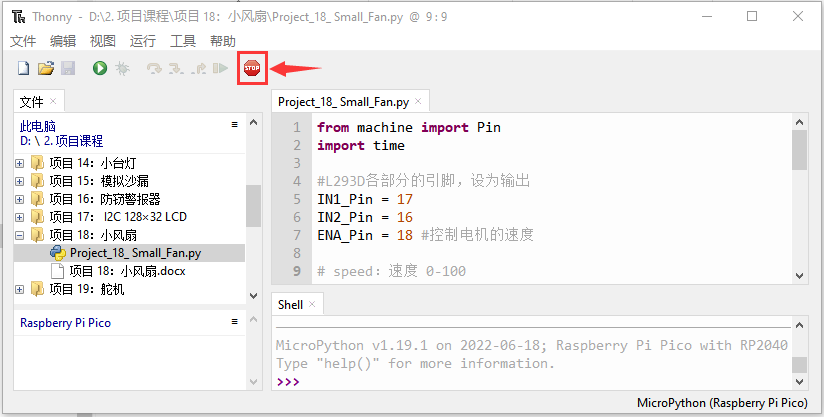 Thonny - D:\2. 项目课程\项目 18：小风扇\Project_18_ Small_Fan.py @ 9 : 9
文件 编辑 视图 运行 工具 帮助
STOP
文件
此电脑
D: \ 2. 项目课程
项目 14：小台灯
项目 15：模拟沙漏
项目 16：防窃警报器
项目 17： I2C 128×32 LCD
项目 18：小风扇
Project_18_ Small_Fan.py
项目 18：小风扇.docx
项目 19：舵机
Raspberry Pi Pico
Project_18_ Small_Fan.py
1 from machine import Pin
2 import time
3
4 #L293D各部分的引脚，设为输出
5 IN1_Pin = 17
6 IN2_Pin = 16
7 ENA_Pin = 18 #控制电机的速度
8
9 # speed：速度 0-100
Shell
MicroPython v1.19.1 on 2022-06-18; Raspberry Pi Pico with RP2040
Type "help()" for more information.
>>>
MicroPython (Raspberry Pi Pico)